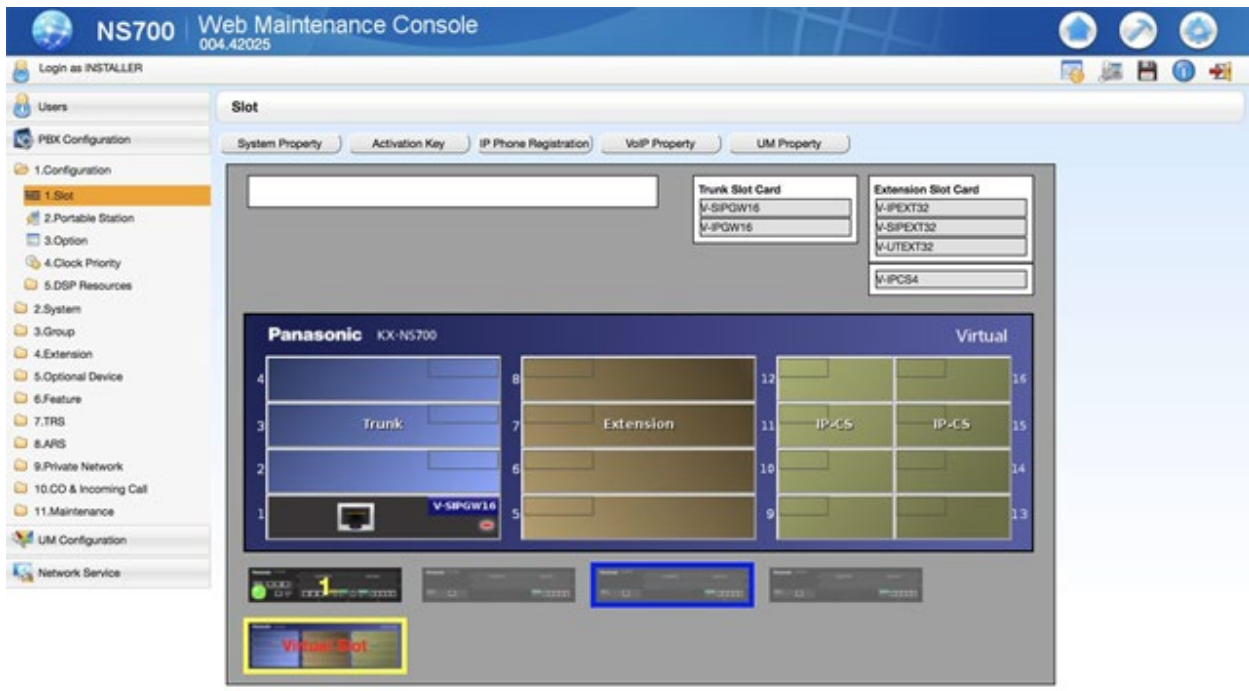 NS700
Web Maintenance Console
004.42025
Login as INSTALLER
Users
PBX Configuration
1.Configuration
1.Slot
2.Portable Station
3.Option
4.Clock Priority
5.DSP Resources
2.System
3.Group
4.Extension
5.Optional Device
6.Feature
7.TRS
8.ARS
9.Private Network
10.CO & Incoming Call
11.Maintenance
UM Configuration
Network Service
Slot
System Property
Activation Key
IP Phone Registration
VoIP Property
UM Property
Trunk Slot Card
V-SIPGW16
V-IPGW16
Extension Slot Card
V-IPEXT32
V-SIPEXT32
V-UTEXT32
V-IPCS4
Panasonic KX-NS700
Virtual
4 8 12 16
3 Trunk 7 Extension 11 IP-CS IP-CS 15
2 6 10 14
1 V-SIPGW16 5 9 13
1
Virtual Slot